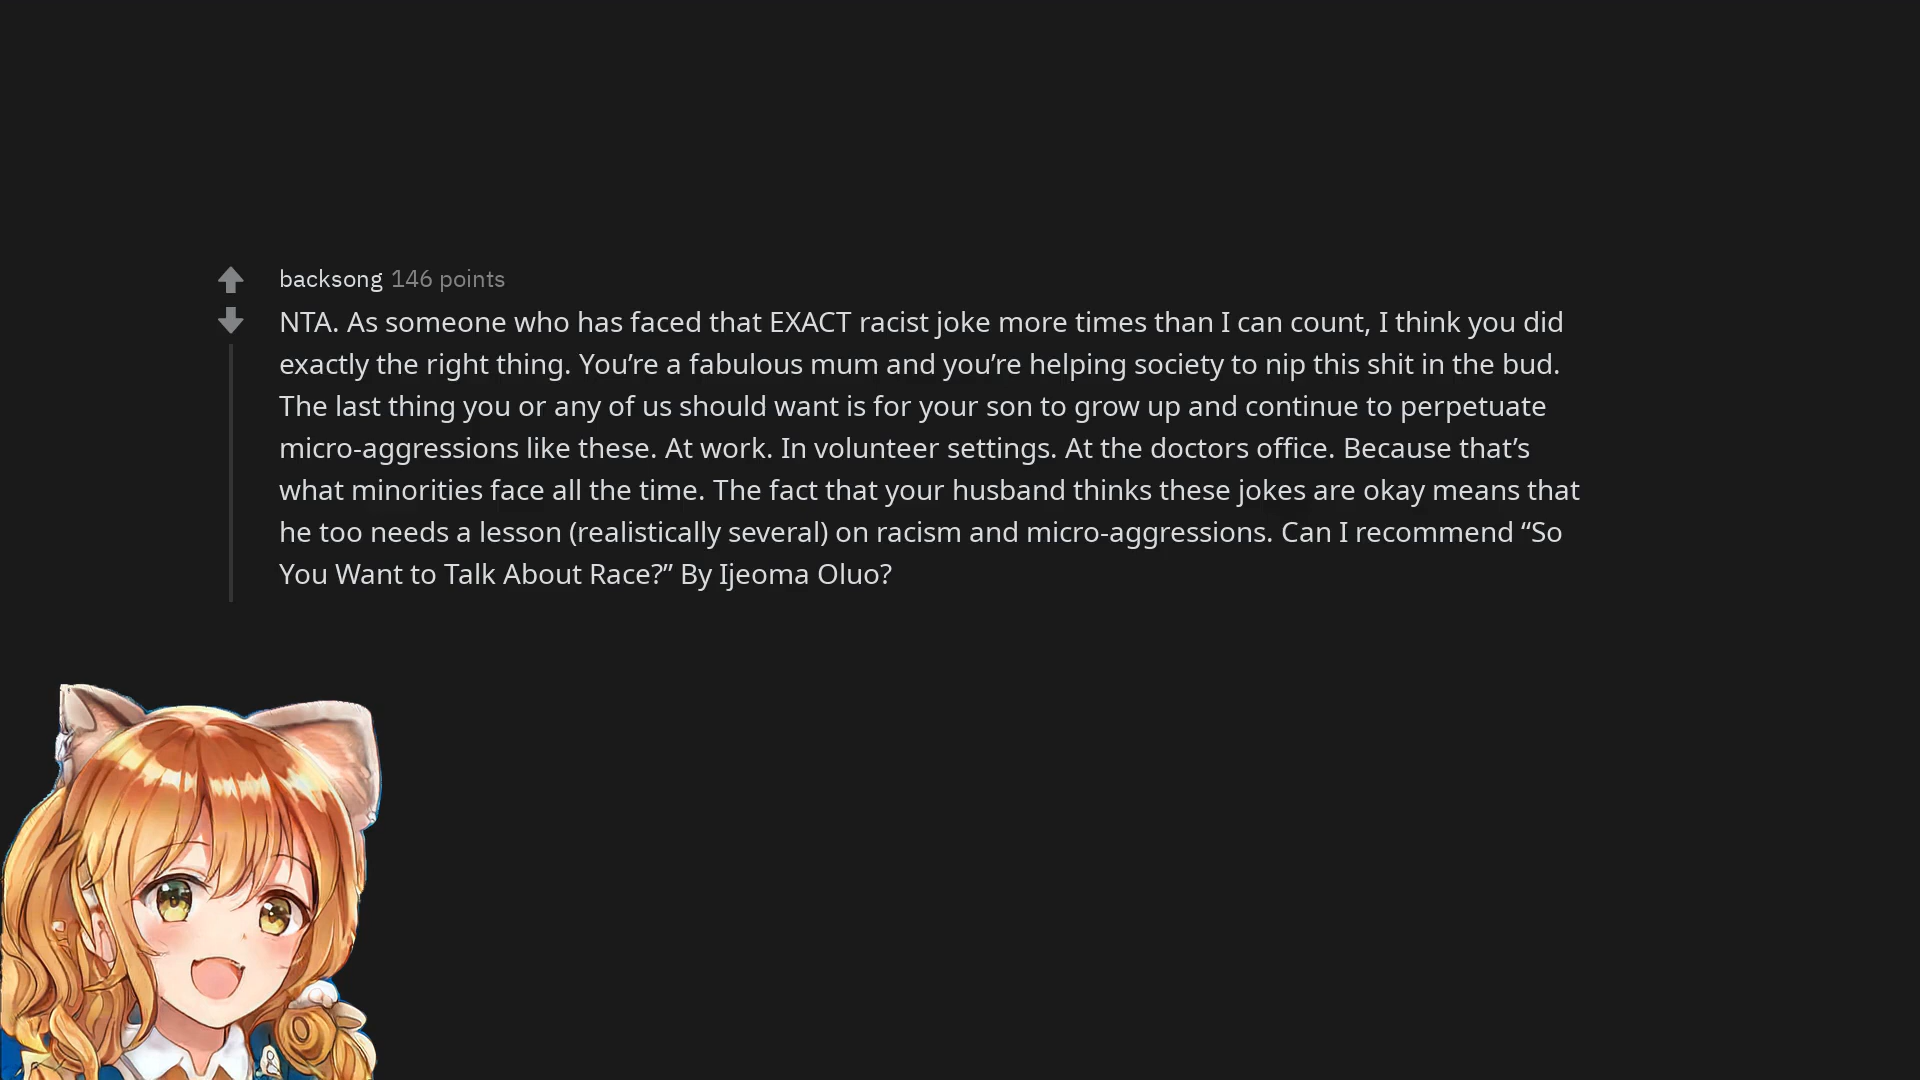 backsong 146 points
NTA. As someone who has faced that EXACT racist joke more times than I can count, I think you did
exactly the right thing. You’re a fabulous mum and you’re helping society to nip this shit in the bud.
The last thing you or any of us should want is for your son to grow up and continue to perpetuate
micro-aggressions like these. At work. In volunteer settings. At the doctors office. Because that’s
what minorities face all the time. The fact that your husband thinks these jokes are okay means that
he too needs a lesson (realistically several) on racism and micro-aggressions. Can I recommend “So
You Want to Talk About Race?” By Ijeoma Oluo?